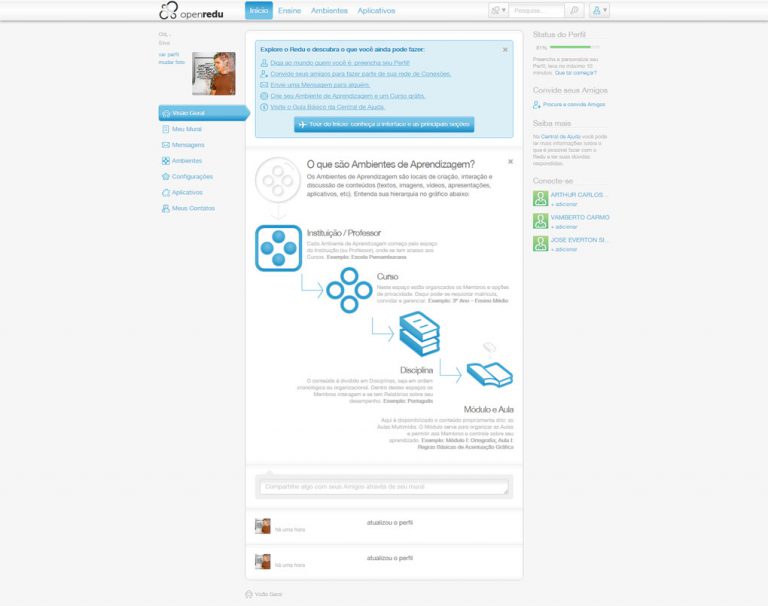 openredu
Início Ensine Ambientes Aplicativos
Pesquise...
Olá,
ver perfil
mudar foto
Visão Geral
Meu Mural
Mensagens
Ambientes
Configurações
Aplicativos
Meus Contatos
Explore o Redu e descubra o que você ainda pode fazer:
Diga ao mundo quem você é: preencha seu Perfil!
Convide seus amigos para fazer parte de sua rede de Conexões.
Envie uma Mensagem para alguém.
Crie seu Ambiente de Aprendizagem e um Curso grátis.
Visite o Guia Básico da Central de Ajuda.
Tour do Início: conheça a interface e as principais seções
O que são Ambientes de Aprendizagem?
Os Ambientes de Aprendizagem são locais de criação, interação e
discussão de conteúdos (textos, imagens, vídeos, apresentações,
aplicativos, etc). Entenda sua hierarquia no gráfico abaixo:
Instituição / Professor
Cada Ambiente de Aprendizagem começa pelo espaço
da Instituição (ou Professor), onde se tem acesso aos
Cursos. Exemplo: Escola Pernambucana
Curso
Neste espaço estão organizados os Membros e opções
de privacidade. Daqui pode-se requisitar matrícula,
convidar e gerenciar. Exemplo: 3º Ano - Ensino Médio
Disciplina
O conteúdo é dividido em Disciplinas, seja em ordem
cronológica ou organizacional. Dentro desses espaços os
Membros interagem e se tem Relatórios sobre seu
desempenho. Exemplo: Português
Módulo e Aula
Aqui é disponibilizado o conteúdo propriamente dito: as
Aulas Multimídia. O Módulo serve para organizar as Aulas
e permitir aos Membros o controle sobre seu
aprendizado. Exemplo: Módulo I: Ortografia; Aula I:
Regras Básicas de Acentuação Gráfica
Compartilhe algo com seus Amigos através de seu mural
atualizou o perfil
há uma hora
atualizou o perfil
há uma hora
Visão Geral
Status do Perfil
81%
Preencha e personalize seu
Perfil, leva no máximo 10
minutos. Que tal começar?
Convide seus Amigos
Procure e convide Amigos
Saiba mais
Na Central de Ajuda você pode
ter mais informações sobre o
que é possível fazer com o
Redu e ter suas dúvidas
respondidas.
Conecte-se
ARTHUR CARLOS ...
+ adicionar
VAMBERTO CARMO
+ adicionar
JOSE EVERTON SI...
+ adicionar